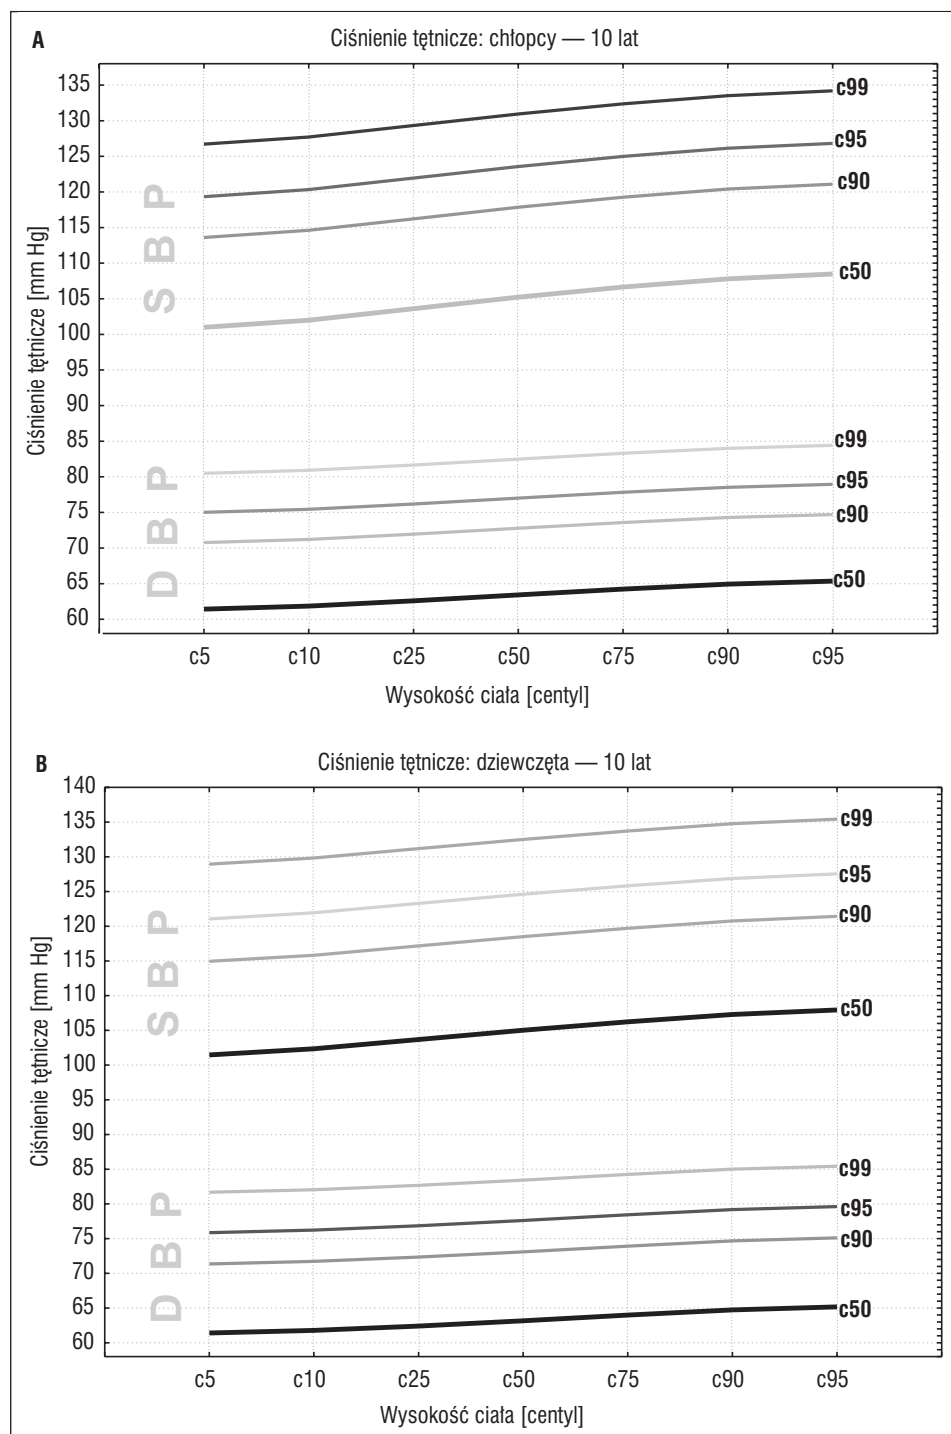 A
Ciśnienie tętnicze: chłopcy — 10 lat
Ciśnienie tętnicze [mm Hg]
135
130
125
120
115
110
105
100
95
90
85
80
75
70
65
60
S B P
D B P
c99
c95
c90
c50
c99
c95
c90
c50
c5 c10 c25 c50 c75 c90 c95
Wysokość ciała [centyl]
B
Ciśnienie tętnicze: dziewczęta — 10 lat
Ciśnienie tętnicze [mm Hg]
140
135
130
125
120
115
110
105
100
95
90
85
80
75
70
65
60
S B P
D B P
c99
c95
c90
c50
c99
c95
c90
c50
c5 c10 c25 c50 c75 c90 c95
Wysokość ciała [centyl]